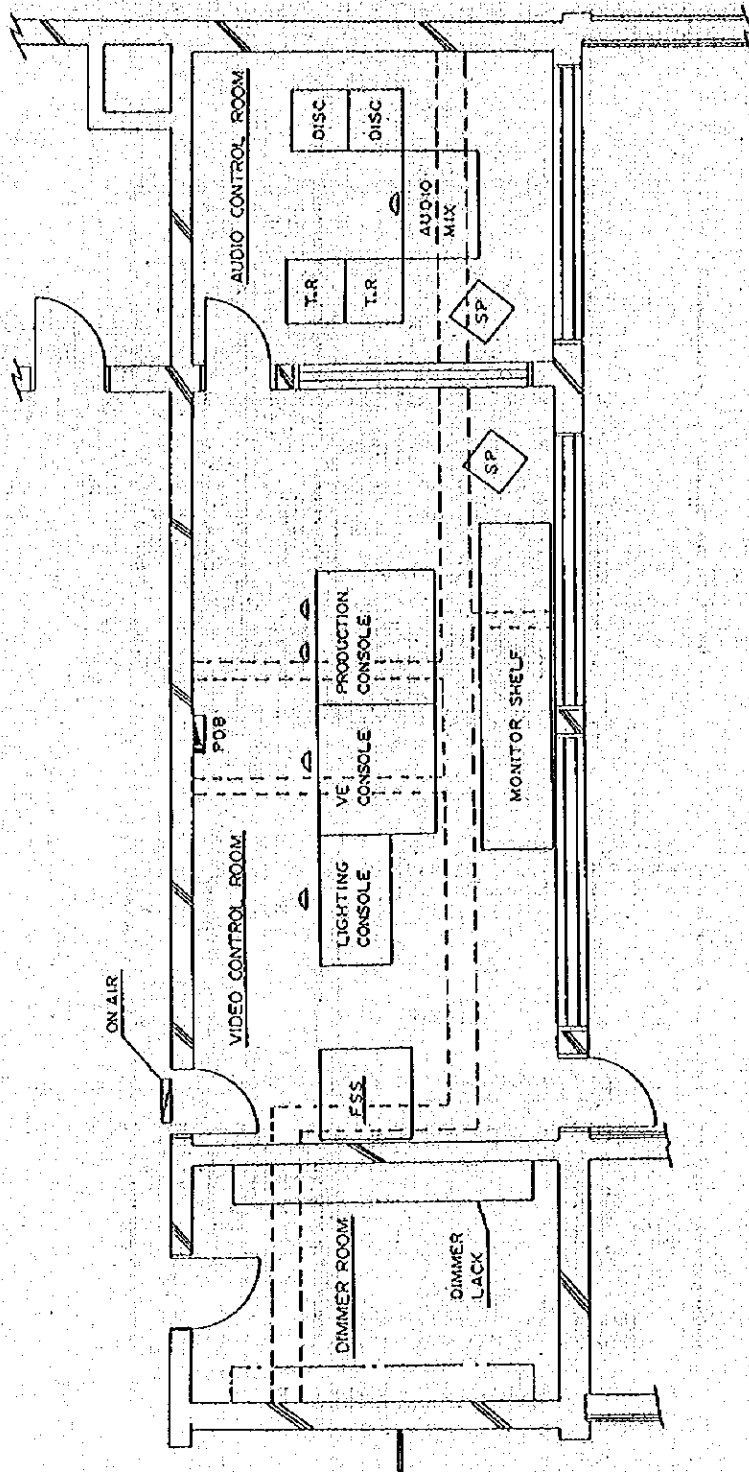 ON AIR
DIMMER ROOM
DIMMER
LACK
VIDEO CONTROL ROOM
F.S.S
LIGHTING
CONSOLE
VE
CONSOLE
PRODUCTION
CONSOLE
PDB
MONITOR SHELF
SP
AUDIO CONTROL ROOM
T.R
T.R
DISC
DISC
AUDIO
MIX
SP